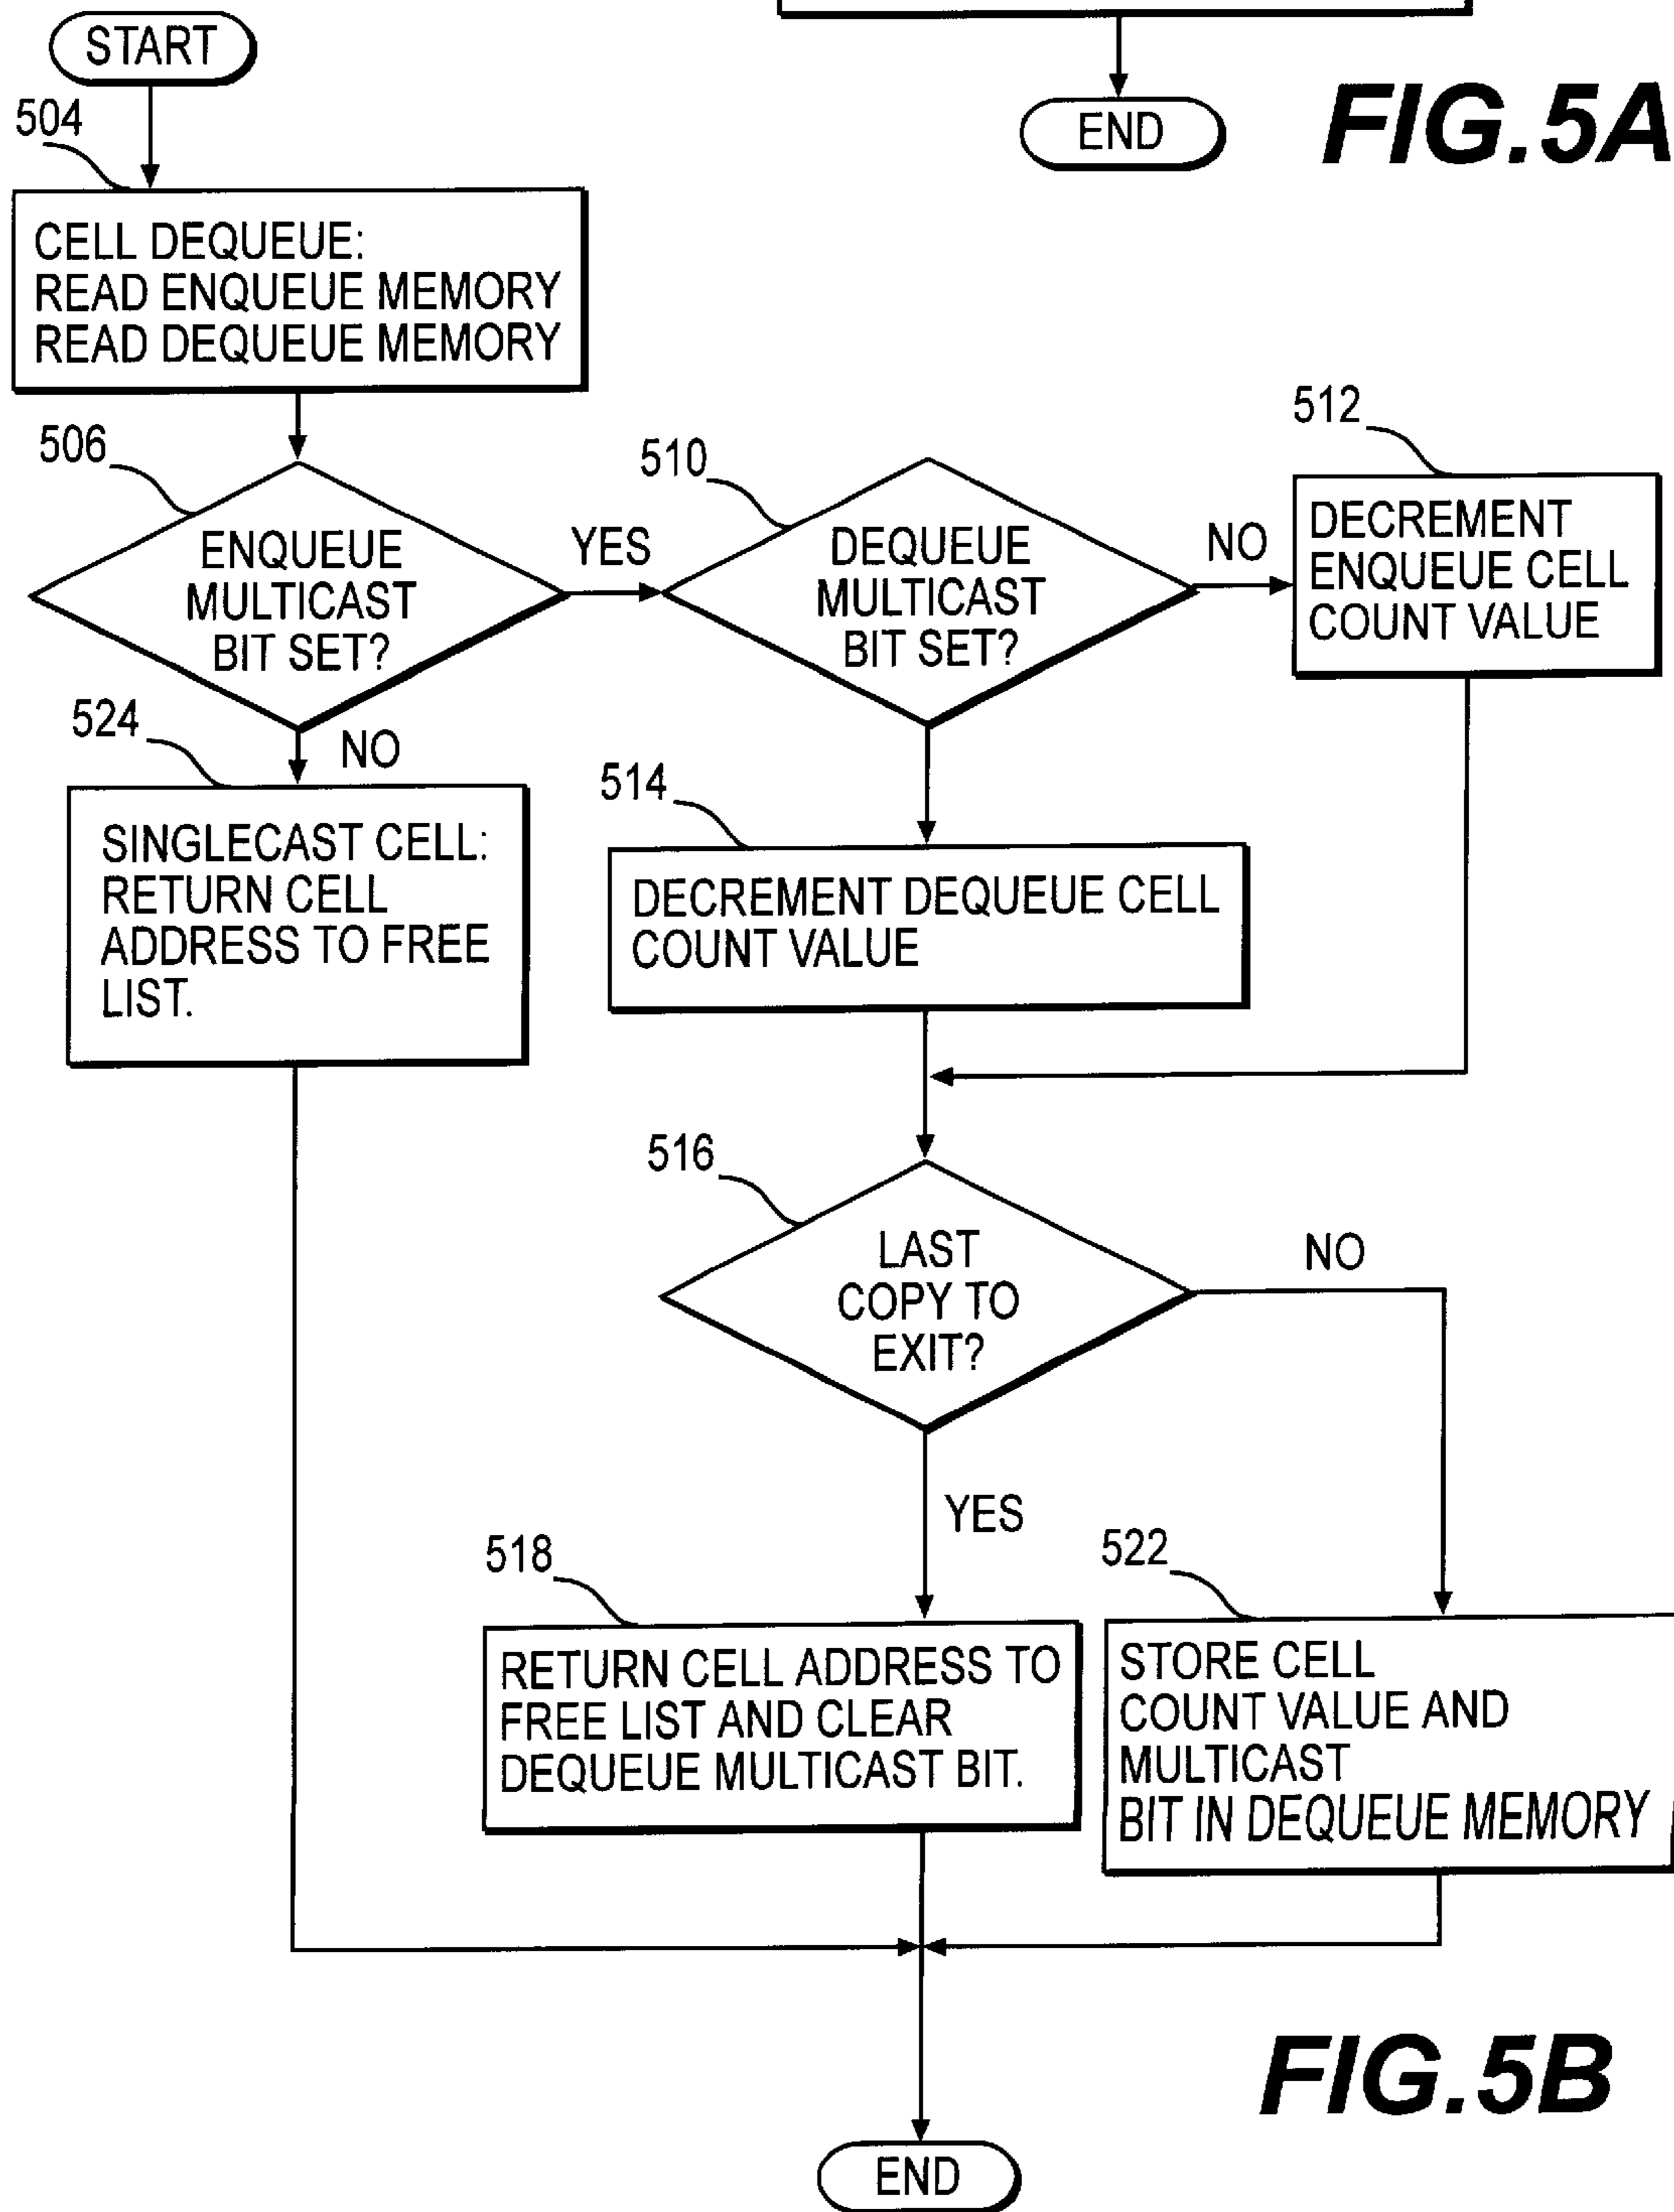 START
END
FIG.5A
504
CELL DEQUEUE:
READ ENQUEUE MEMORY
READ DEQUEUE MEMORY
506
ENQUEUE
MULTICAST
BIT SET?
YES
510
DEQUEUE
MULTICAST
BIT SET?
NO
512
DECREMENT
ENQUEUE CELL
COUNT VALUE
524
NO
SINGLECAST CELL:
RETURN CELL
ADDRESS TO FREE
LIST.
514
DECREMENT DEQUEUE CELL
COUNT VALUE
516
LAST
COPY TO
EXIT?
NO
YES
518
RETURN CELL ADDRESS TO
FREE LIST AND CLEAR
DEQUEUE MULTICAST BIT.
522
STORE CELL
COUNT VALUE AND
MULTICAST
BIT IN DEQUEUE MEMORY
FIG.5B
END